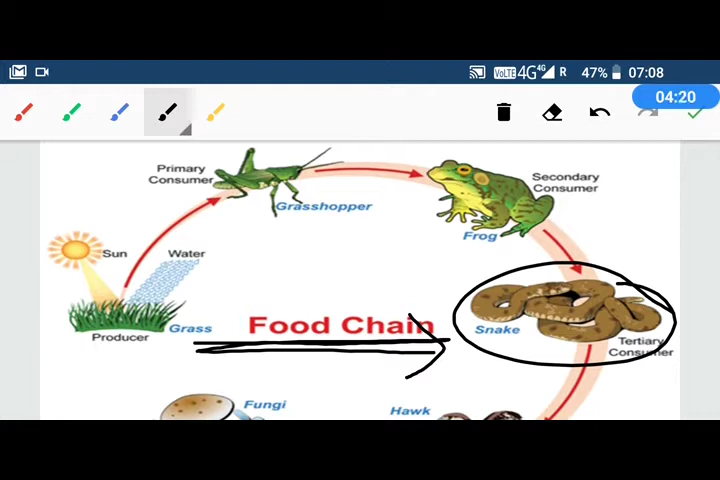 VoLTE 4G 4G R 47% 07:08
04:20
Primary
Consumer
Grasshopper
Secondary
Consumer
Frog
Sun
Water
Grass
Producer
Food Chain
Snake
Tertiary
Consumer
Fungi
Hawk